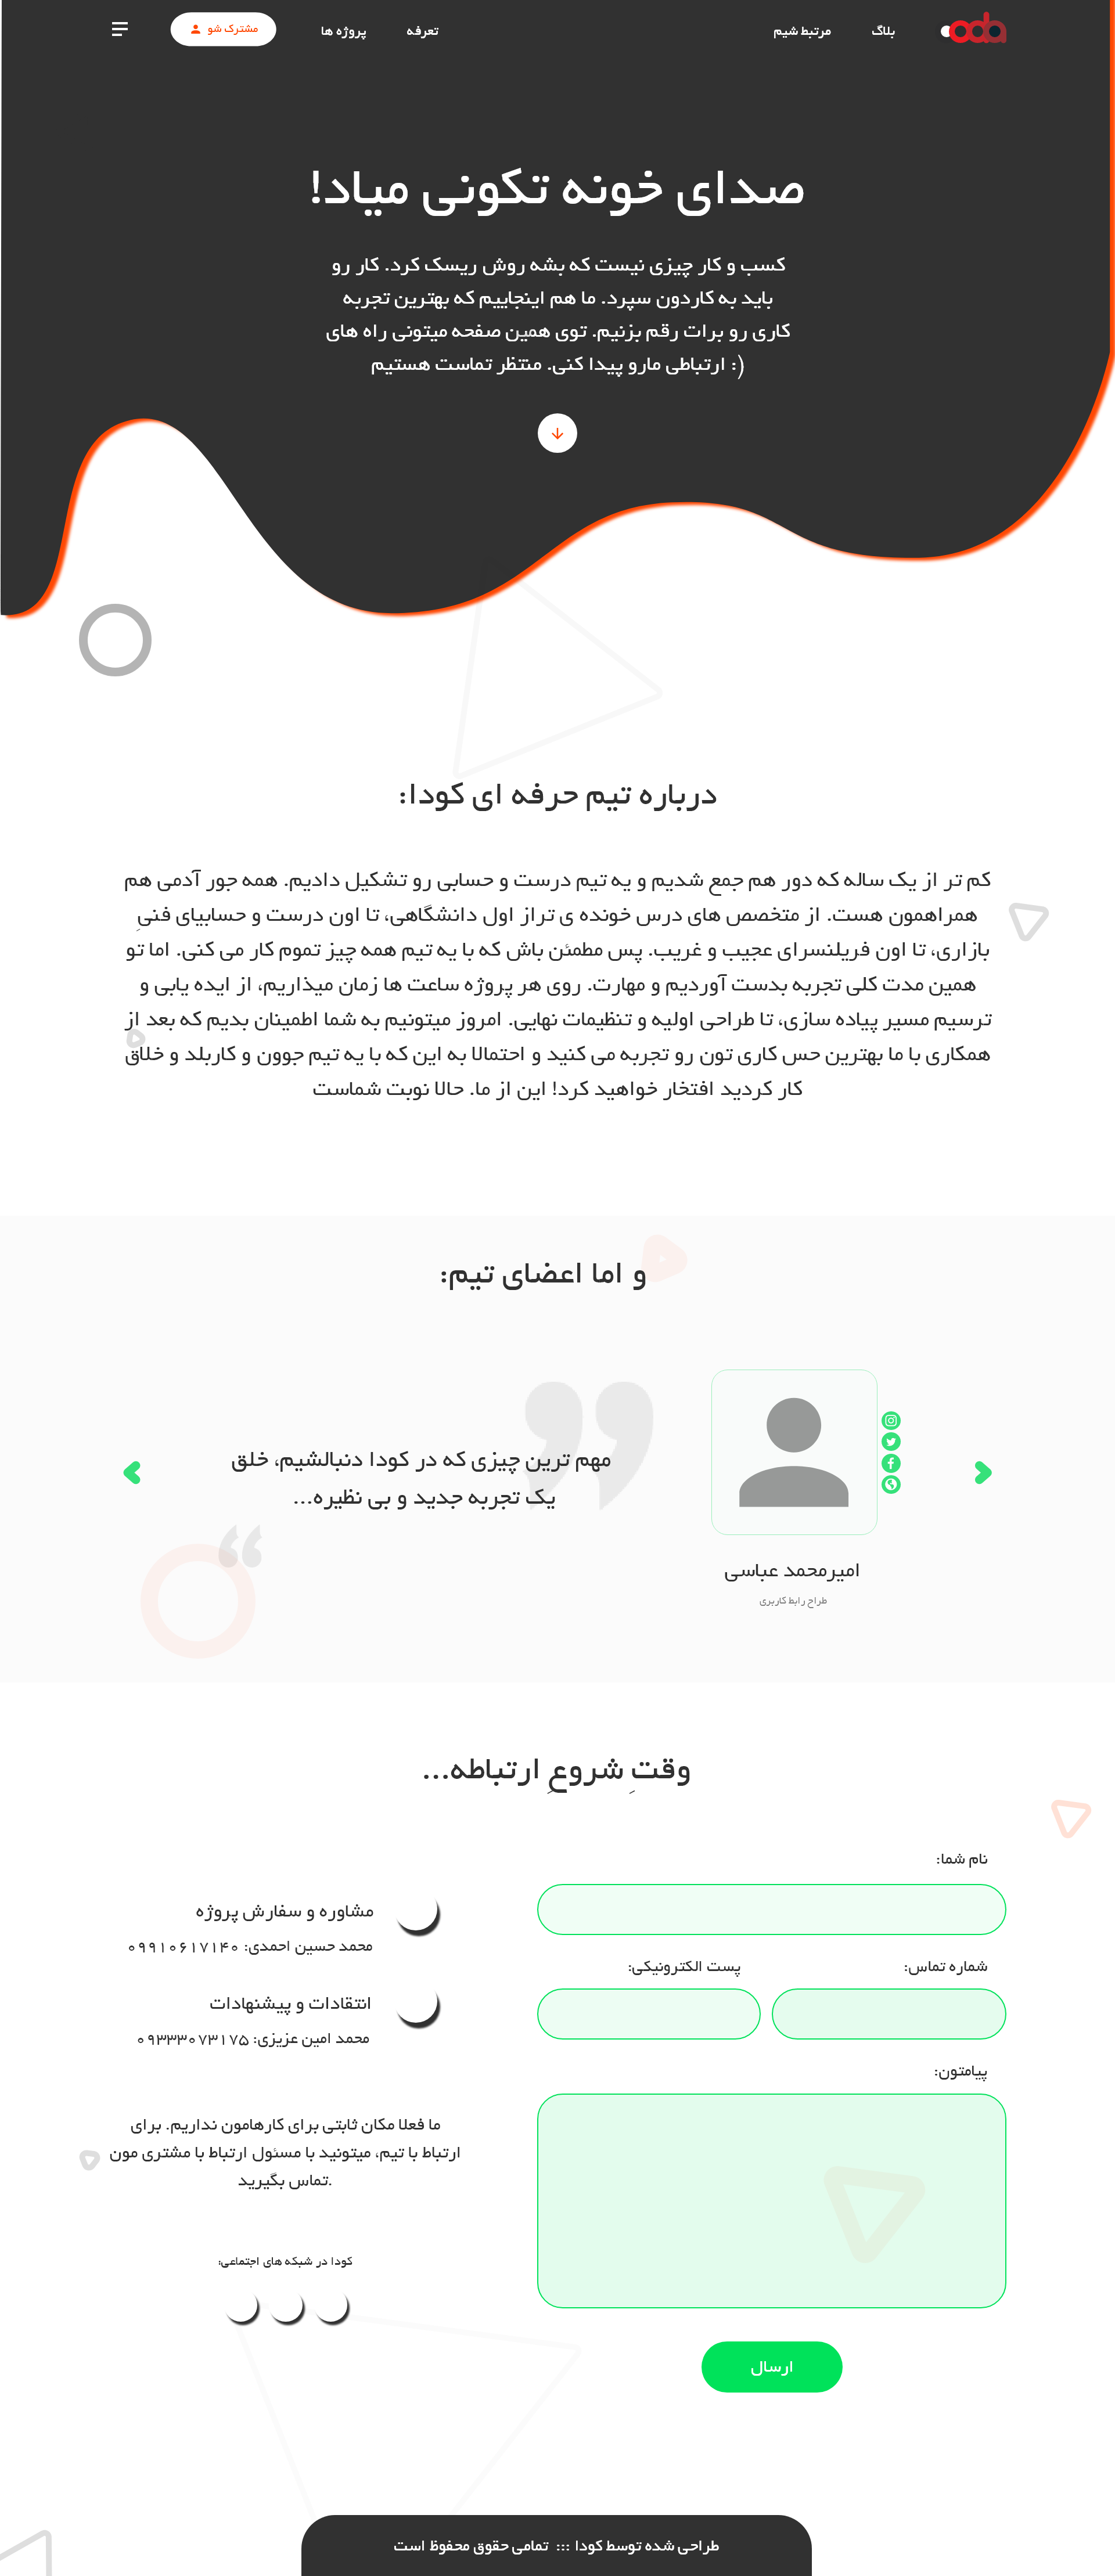 coda
بلاگ
مرتبط شیم
تعرفه
پروژه ها
مشترک شو
صدای خونه تکونی میاد!
کسب و کار چیزی نیست که بشه روش ریسک کرد. کار رو
باید به کاردون سپرد. ما هم اینجاییم که بهترین تجربه
کاری رو برات رقم بزنیم. توی همین صفحه میتونی راه های
ارتباطی مارو پیدا کنی. منتظر تماست هستیم :)
درباره تیم حرفه ای کودا:
کم تر از یک ساله که دور هم جمع شدیم و یه تیم درست و حسابی رو تشکیل دادیم. همه جور آدمی هم
همراهمون هست. از متخصص های درس خونده ی تراز اول دانشگاهی، تا اون درست و حسابیای فنیِ
بازاری، تا اون فریلنسرای عجیب و غریب. پس مطمئن باش که با یه تیم همه چیز تموم کار می کنی. اما تو
همین مدت کلی تجربه بدست آوردیم و مهارت. روی هر پروژه ساعت ها زمان میذاریم، از ایده یابی و
ترسیم مسیر پیاده سازی، تا طراحی اولیه و تنظیمات نهایی. امروز میتونیم به شما اطمینان بدیم که بعد از
همکاری با ما بهترین حس کاری تون رو تجربه می کنید و احتمالا به این که با یه تیم جوون و کاربلد و خلاق
کار کردید افتخار خواهید کرد! این از ما. حالا نوبت شماست
و اما اعضای تیم:
مهم ترین چیزی که در کودا دنبالشیم، خلق
یک تجربه جدید و بی نظیره...
امیرمحمد عباسی
طراح رابط کاربری
وقتِ شروعِ ارتباطه...
نام شما:
شماره تماس:
پست الکترونیکی:
پیامتون:
ارسال
مشاوره و سفارش پروژه
محمد حسین احمدی: ۰۹۹۱۰۶۱۷۱۴۰
انتقادات و پیشنهادات
محمد امین عزیزی: ۰۹۳۳۳۰۷۳۱۷۵
ما فعلا مکان ثابتی برای کارهامون نداریم. برای
ارتباط با تیم، میتونید با مسئول ارتباط با مشتری مون
تماس بگیرید.
کودا در شبکه های اجتماعی:
طراحی شده توسط کودا ::: تمامی حقوق محفوظ است